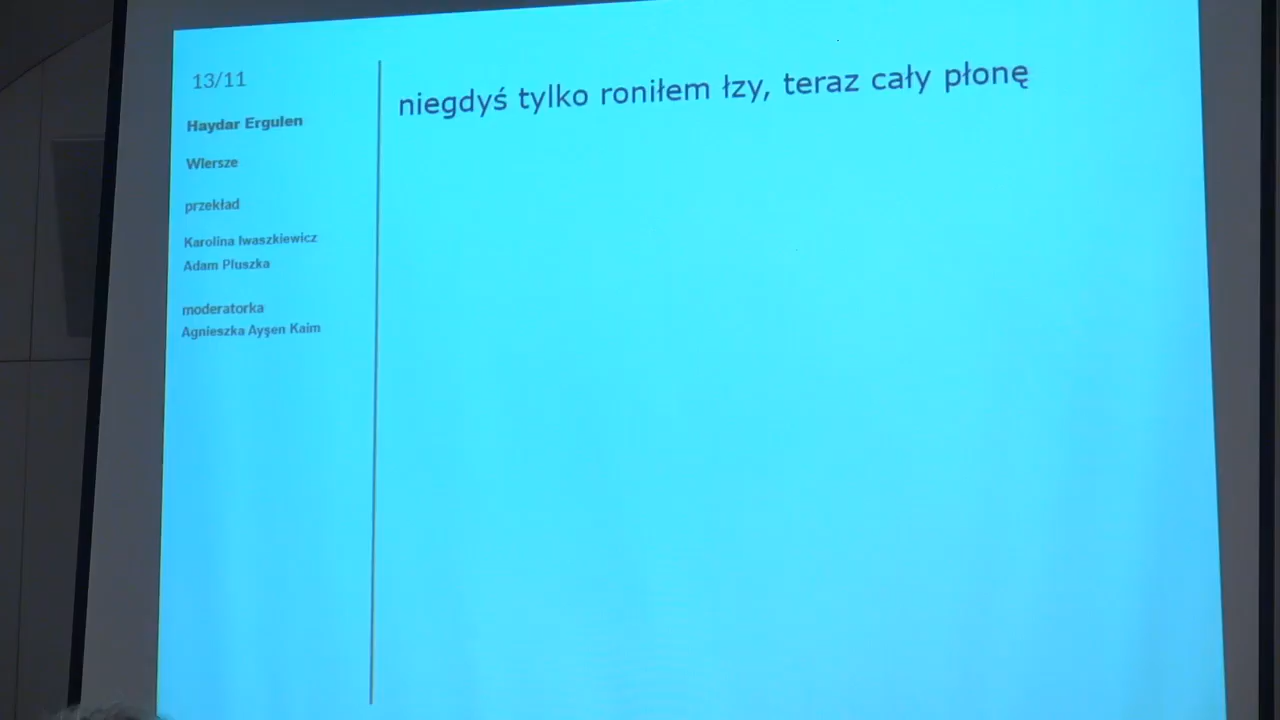 13/11
Haydar Ergulen
WIersze
przekład
Karolina Iwaszkiewicz
Adam Pluszka
moderatorka
Agnieszka Ayşen Kaim
niegdyś tylko roniłem łzy, teraz cały płonę